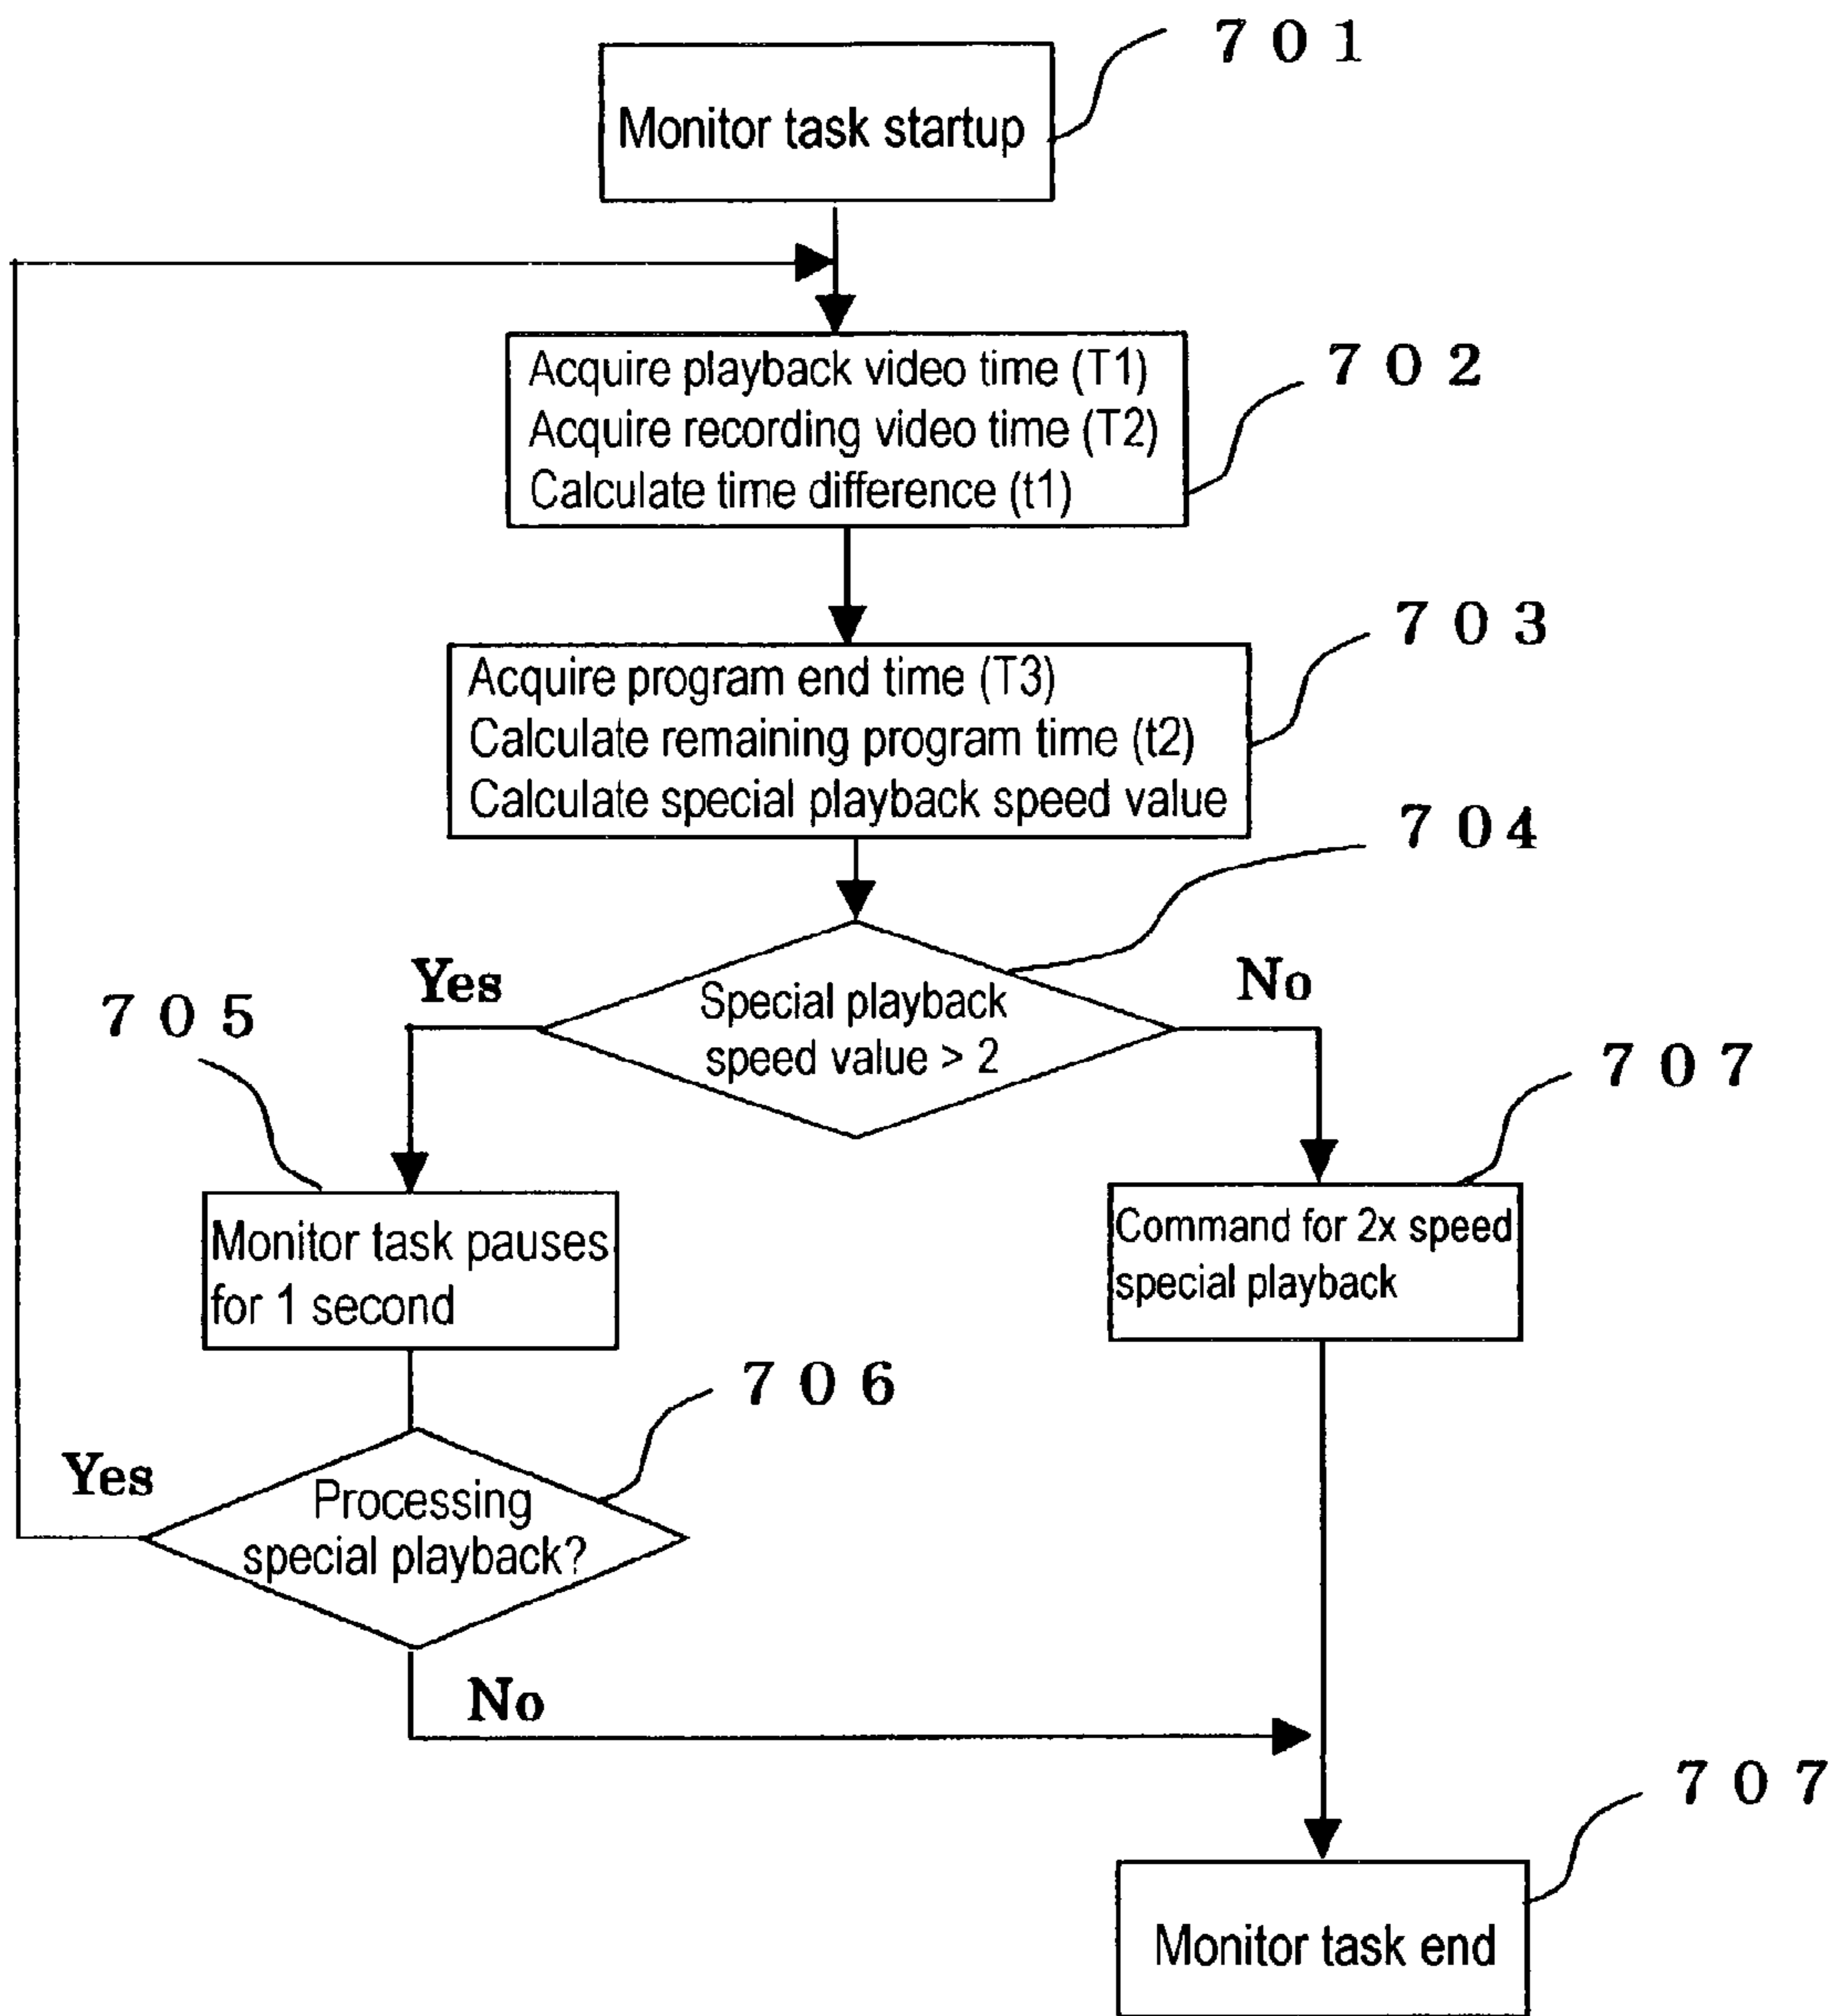 701
Monitor task startup
702
Acquire playback video time (T1)
Acquire recording video time (T2)
Calculate time difference (t1)
703
Acquire program end time (T3)
Calculate remaining program time (t2)
Calculate special playback speed value
704
Yes
No
Special playback
speed value > 2
705
707
Monitor task pauses
for 1 second
Command for 2x speed
special playback
706
Yes
Processing
special playback?
No
707
Monitor task end